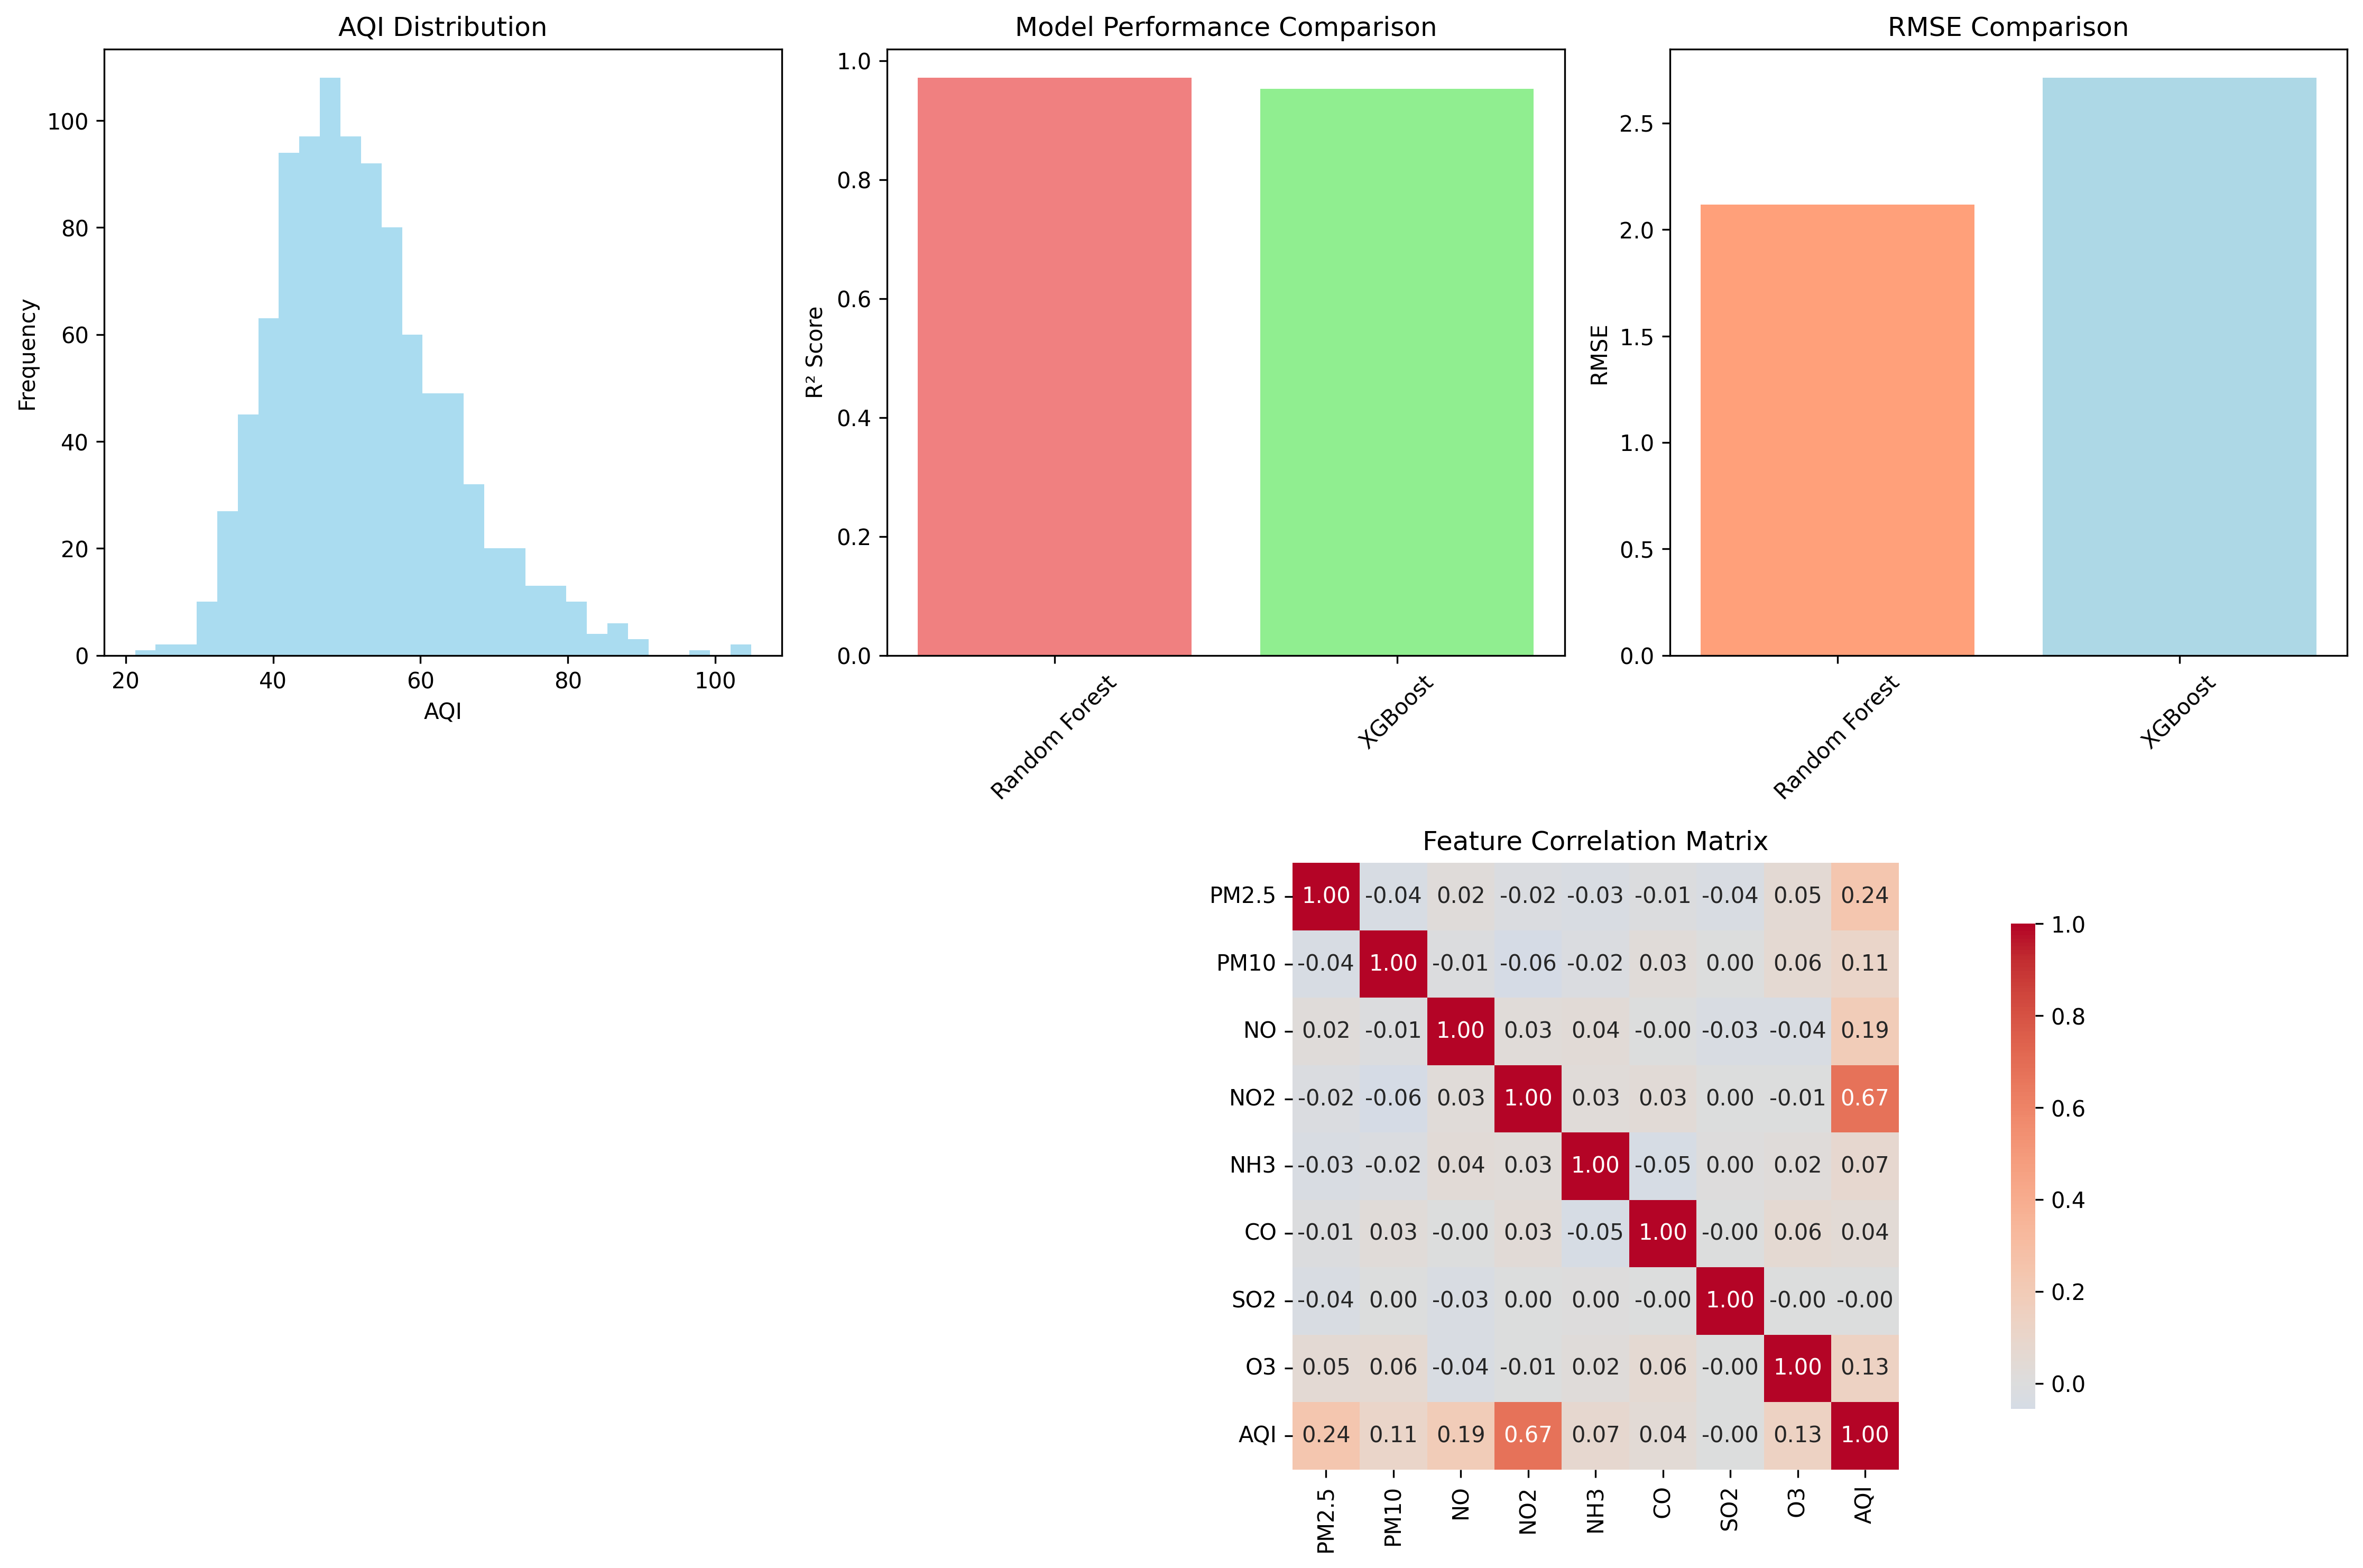 AQI Distribution
Frequency
100
80
60
40
20
0
20 40 60 80 100
AQI
Model Performance Comparison
R² Score
1.0
0.8
0.6
0.4
0.2
0.0
Random Forest
XGBoost
RMSE Comparison
RMSE
2.5
2.0
1.5
1.0
0.5
0.0
Random Forest
XGBoost
Feature Correlation Matrix
PM2.5 1.00 -0.04 0.02 -0.02 -0.03 -0.01 -0.04 0.05 0.24
PM10 -0.04 1.00 -0.01 -0.06 -0.02 0.03 0.00 0.06 0.11
NO 0.02 -0.01 1.00 0.03 0.04 -0.00 -0.03 -0.04 0.19
NO2 -0.02 -0.06 0.03 1.00 0.03 0.03 0.00 -0.01 0.67
NH3 -0.03 -0.02 0.04 0.03 1.00 -0.05 0.00 0.02 0.07
CO -0.01 0.03 -0.00 0.03 -0.05 1.00 -0.00 0.06 0.04
SO2 -0.04 0.00 -0.03 0.00 0.00 -0.00 1.00 -0.00 -0.00
O3 0.05 0.06 -0.04 -0.01 0.02 0.06 -0.00 1.00 0.13
AQI 0.24 0.11 0.19 0.67 0.07 0.04 -0.00 0.13 1.00
PM2.5 PM10 NO NO2 NH3 CO SO2 O3 AQI
1.0
0.8
0.6
0.4
0.2
0.0